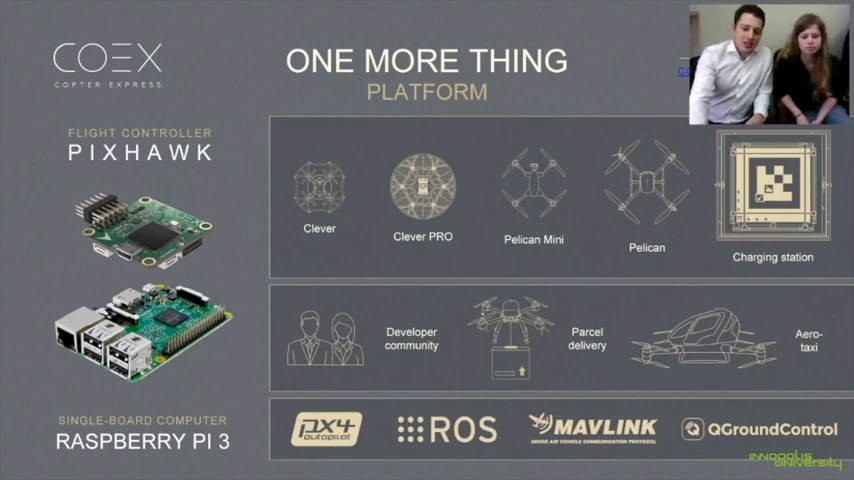 COEX
COPTER EXPRESS
ONE MORE THING
PLATFORM
FLIGHT CONTROLLER
PIXHAWK
Clever
Clever PRO
Pelican Mini
Pelican
Charging station
Developer
community
Parcel
delivery
Aero-
taxi
SINGLE-BOARD COMPUTER
RASPBERRY PI 3
px4
autopilot
ROS
MAVLINK
MICRO AIR VEHICLE COMMUNICATION PROTOCOL
QGroundControl
INNOPOLIS
UNIVERSITY